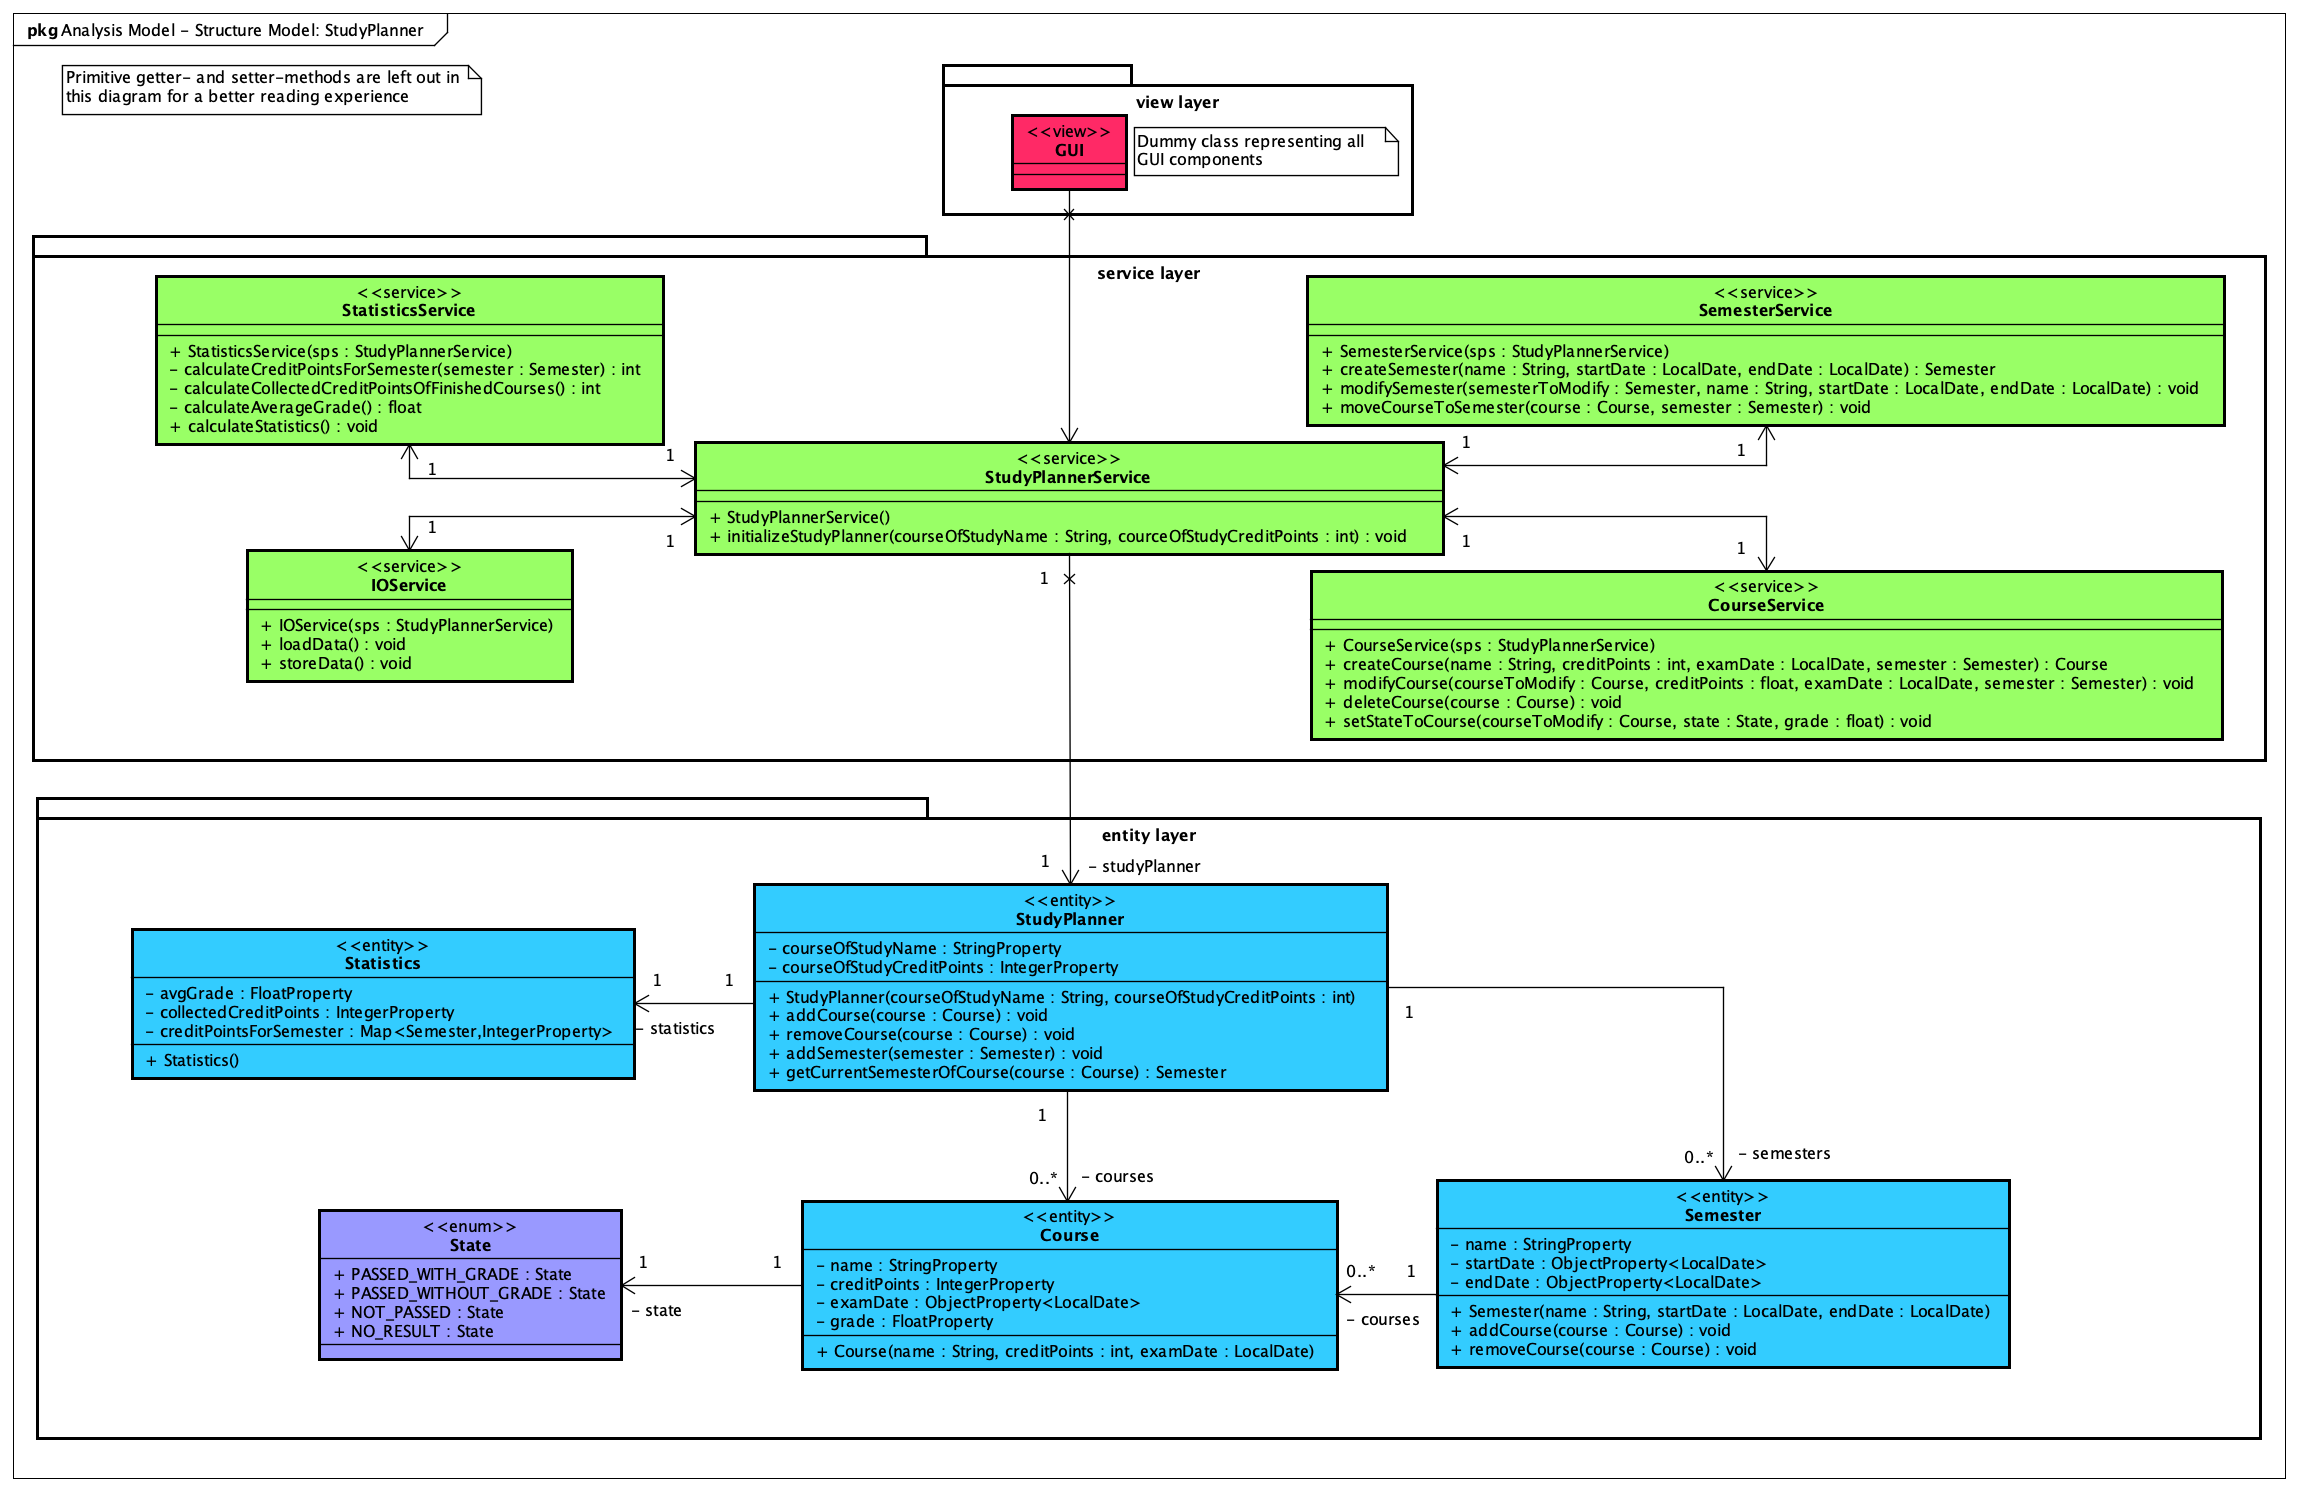 pkg Analysis Model - Structure Model: StudyPlanner
Primitive getter- and setter-methods are left out in
this diagram for a better reading experience
view layer
<<view>>
GUI
Dummy class representing all
GUI components
service layer
<<service>>
StatisticsService
+ StatisticsService(sps : StudyPlannerService)
- calculateCreditPointsForSemester(semester : Semester) : int
- calculateCollectedCreditPointsOfFinishedCourses() : int
- calculateAverageGrade() : float
+ calculateStatistics() : void
<<service>>
SemesterService
+ SemesterService(sps : StudyPlannerService)
+ createSemester(name : String, startDate : LocalDate, endDate : LocalDate) : Semester
+ modifySemester(semesterToModify : Semester, name : String, startDate : LocalDate, endDate : LocalDate) : void
+ moveCourseToSemester(course : Course, semester : Semester) : void
1
1
1
1
<<service>>
StudyPlannerService
+ StudyPlannerService()
+ initializeStudyPlanner(courseOfStudyName : String, courceOfStudyCreditPoints : int) : void
1
1
1
1
<<service>>
IOService
+ IOService(sps : StudyPlannerService)
+ loadData() : void
+ storeData() : void
1
<<service>>
CourseService
+ CourseService(sps : StudyPlannerService)
+ createCourse(name : String, creditPoints : int, examDate : LocalDate, semester : Semester) : Course
+ modifyCourse(courseToModify : Course, creditPoints : float, examDate : LocalDate, semester : Semester) : void
+ deleteCourse(course : Course) : void
+ setStateToCourse(courseToModify : Course, state : State, grade : float) : void
entity layer
1
- studyPlanner
<<entity>>
StudyPlanner
- courseOfStudyName : StringProperty
- courseOfStudyCreditPoints : IntegerProperty
+ StudyPlanner(courseOfStudyName : String, courseOfStudyCreditPoints : int)
+ addCourse(course : Course) : void
+ removeCourse(course : Course) : void
+ addSemester(semester : Semester) : void
+ getCurrentSemesterOfCourse(course : Course) : Semester
<<entity>>
Statistics
- avgGrade : FloatProperty
- collectedCreditPoints : IntegerProperty
- creditPointsForSemester : Map<Semester,IntegerProperty>
+ Statistics()
1
1
- statistics
1
1
0..*
- courses
0..*
- semesters
<<enum>>
State
+ PASSED_WITH_GRADE : State
+ PASSED_WITHOUT_GRADE : State
+ NOT_PASSED : State
+ NO_RESULT : State
1
1
- state
<<entity>>
Course
- name : StringProperty
- creditPoints : IntegerProperty
- examDate : ObjectProperty<LocalDate>
- grade : FloatProperty
+ Course(name : String, creditPoints : int, examDate : LocalDate)
0..*
1
- courses
<<entity>>
Semester
- name : StringProperty
- startDate : ObjectProperty<LocalDate>
- endDate : ObjectProperty<LocalDate>
+ Semester(name : String, startDate : LocalDate, endDate : LocalDate)
+ addCourse(course : Course) : void
+ removeCourse(course : Course) : void